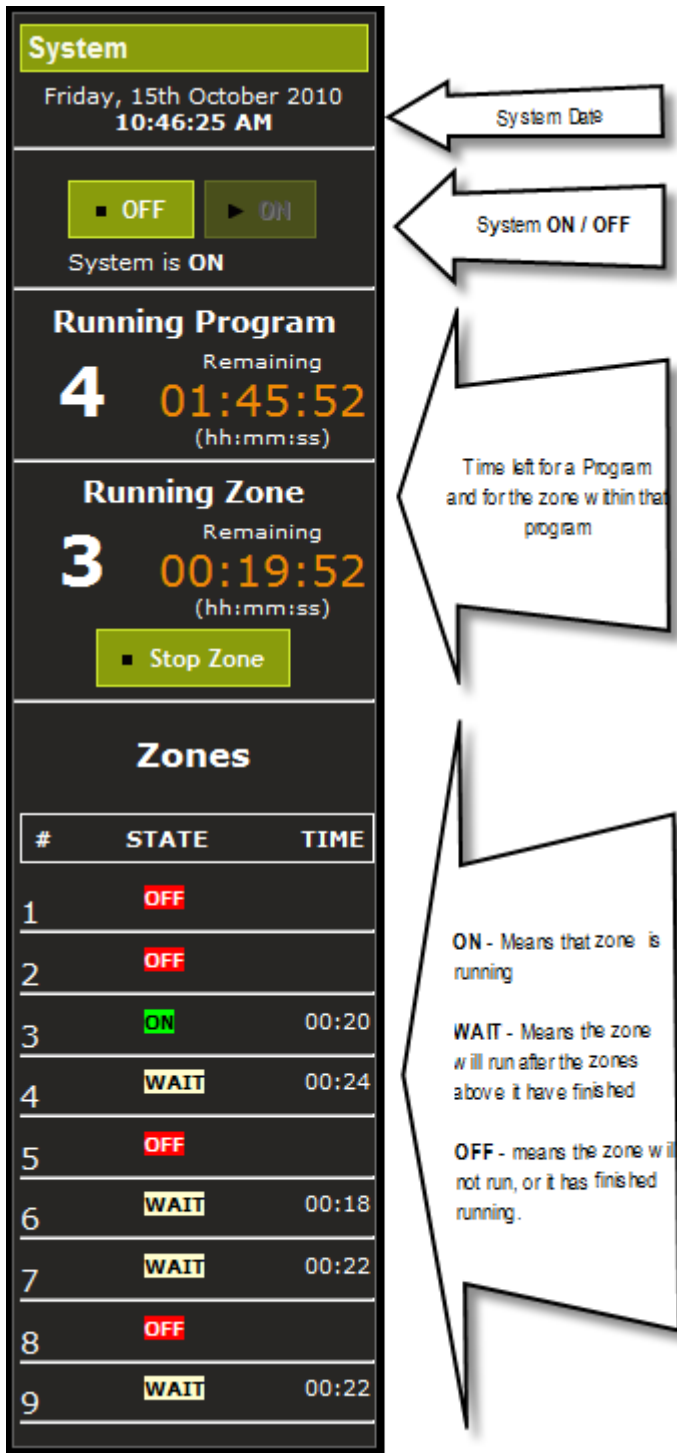 System
Friday, 15th October 2010
10:46:25 AM
System Date
OFF
ON
System is ON
System ON / OFF
Running Program
Remaining
4
01:45:52
(hh:mm:ss)
Running Zone
Remaining
3
00:19:52
(hh:mm:ss)
Stop Zone
Time left for a Program
and for the zone within that
program
Zones
# STATE TIME
1 OFF
2 OFF
3 ON 00:20
4 WAIT 00:24
5 OFF
6 WAIT 00:18
7 WAIT 00:22
8 OFF
9 WAIT 00:22
ON - Means that zone is
running
WAIT - Means the zone
will run after the zones
above it have finished
OFF - means the zone will
not run, or it has finished
running.